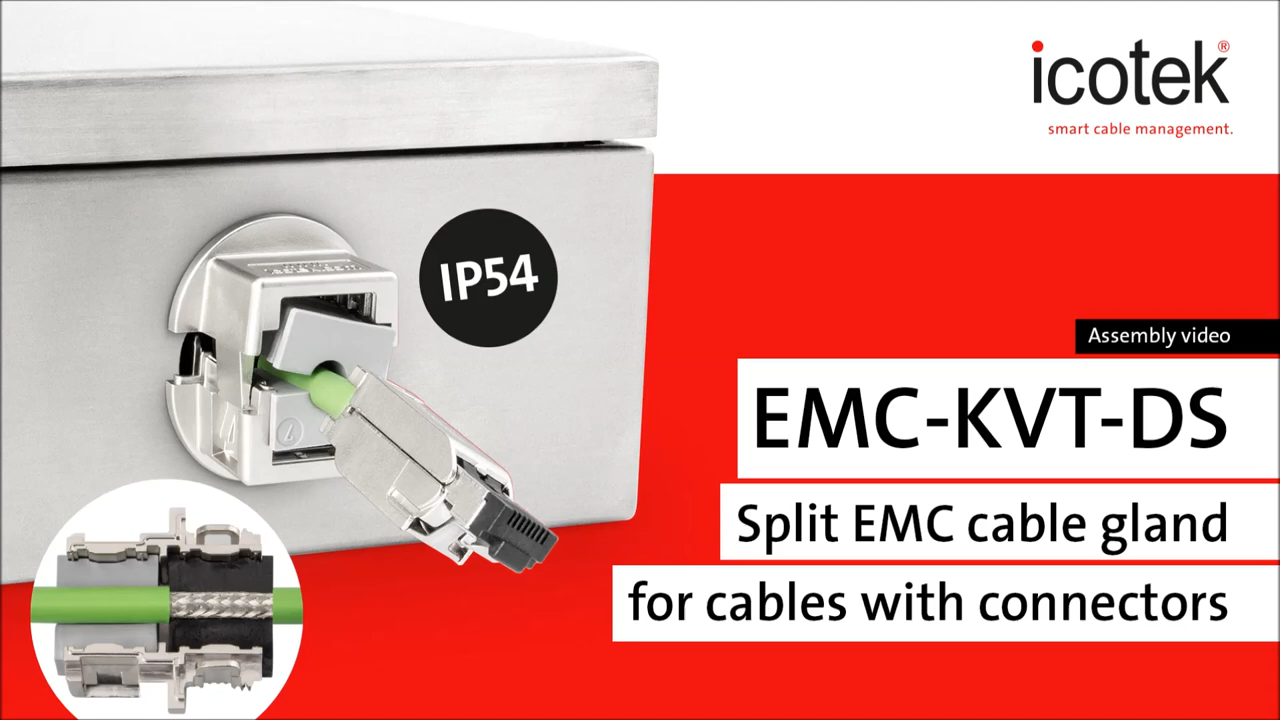 icotek®
smart cable management.
IP54
Assembly video
EMC-KVT-DS
Split EMC cable gland
for cables with connectors